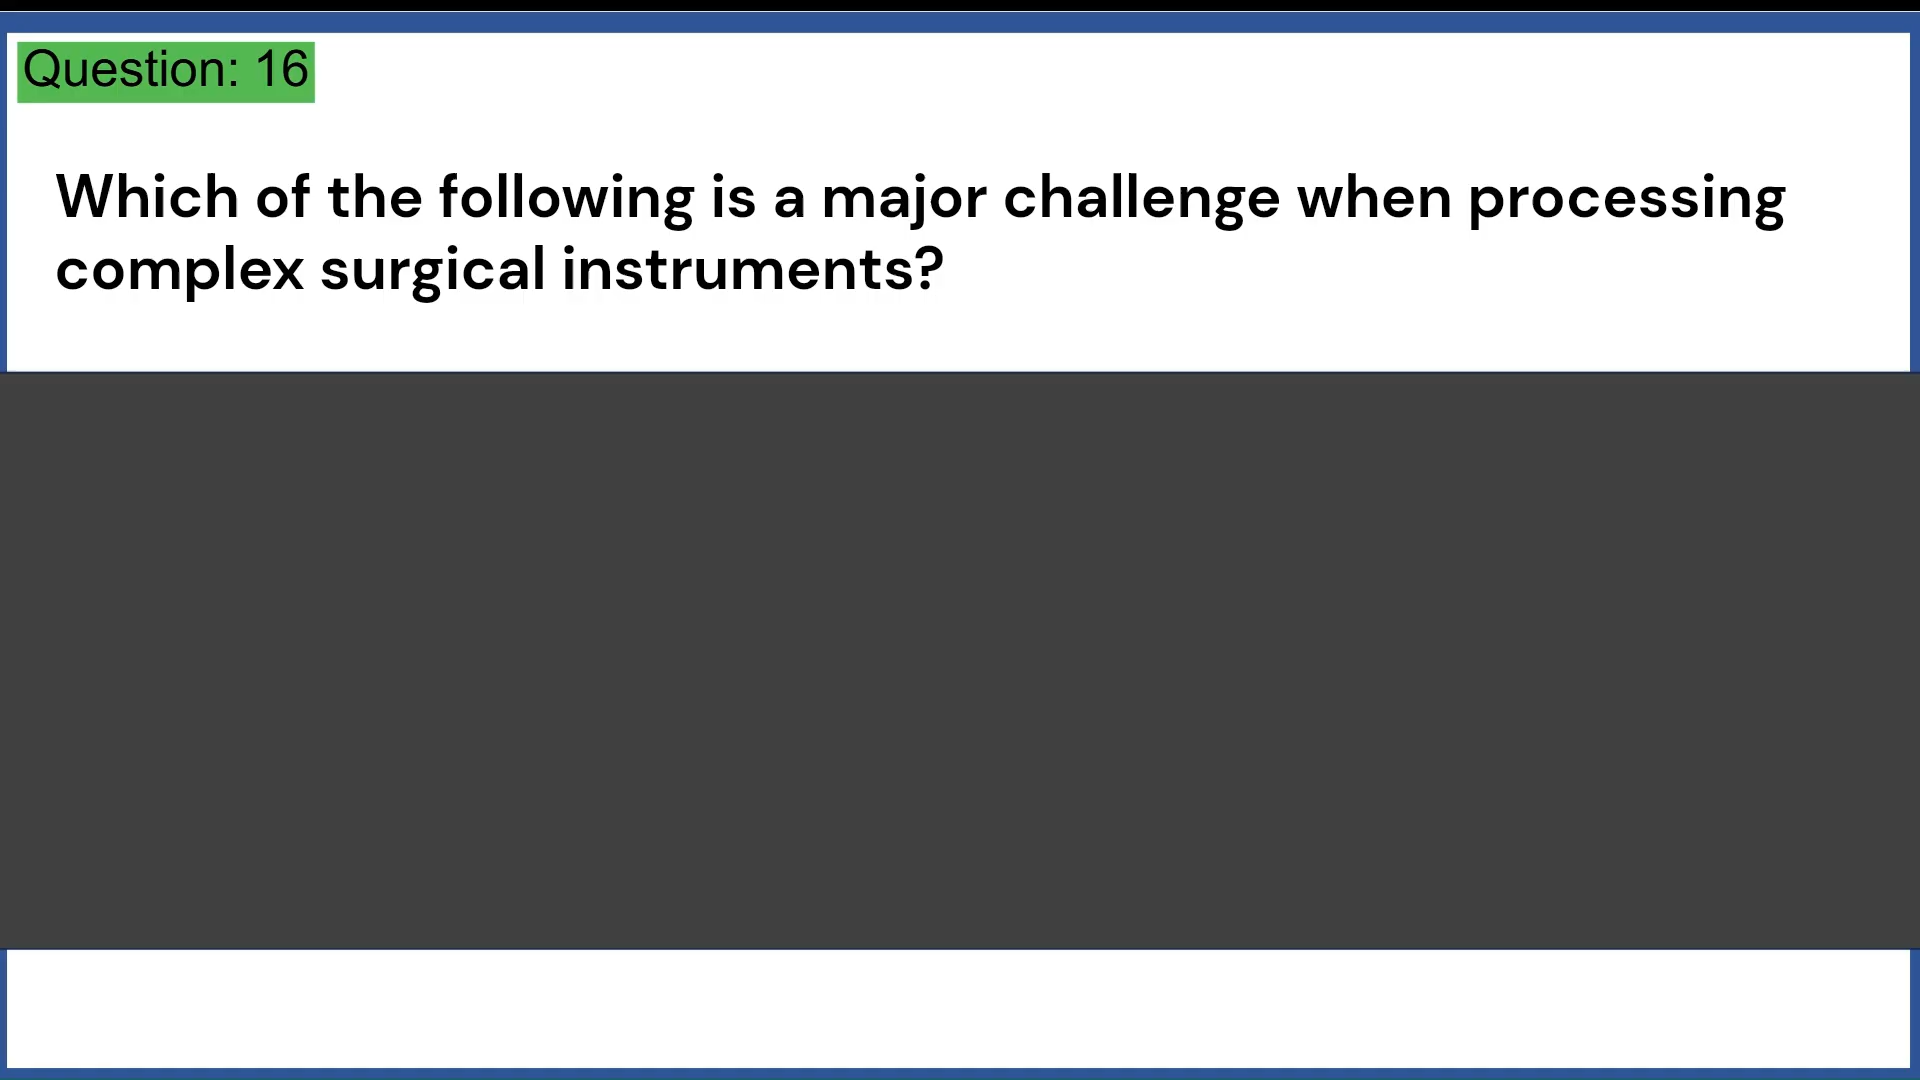 Question: 16
Which of the following is a major challenge when processing
complex surgical instruments?